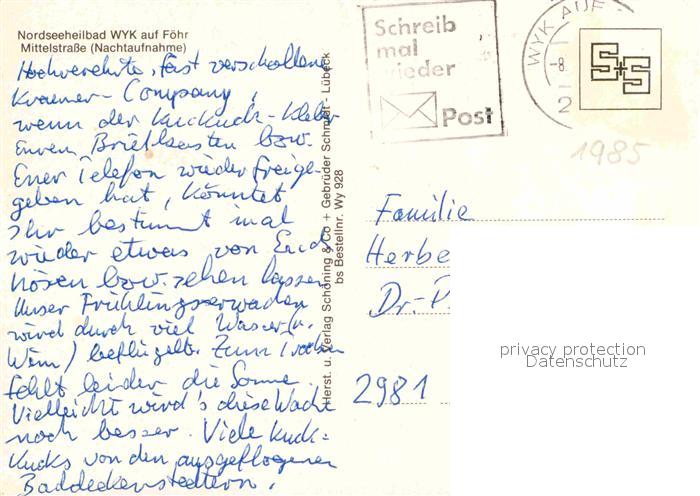 Nordseeheilbad WYK auf Föhr
Mittelstraße (Nachtaufnahme)
Hochverehrte, fast verschollene
Kraemer-Company,
wenn der Kuckuck-Kleber
Euren Briefkasten bzw.
Euer Telefon wieder freige-
geben hat, könntet
Ihr bestimmt mal
wieder etwas von Euch
hören bzw. sehen lassen.
Unser Frühlingserwachen
wird durch viel Wasser (u.
Wein) beflügelt. Zum
fehlt leider die Sonne.
Vielleicht wird's diese Woche
noch besser. Viele Kuck-
kucks von den ausgeflogenen
Baddeckenstedtern.
Herst. u. Verlag Schöning & Co + Gebrüder Schmidt - Lübeck
bs Bestellnr. Wy 928
Schreib
mal
wieder
Post
WYK AUF
-8.
2
S+S
1985
Familie
Herbe
Dr.-P
2981
privacy protection
Datenschutz